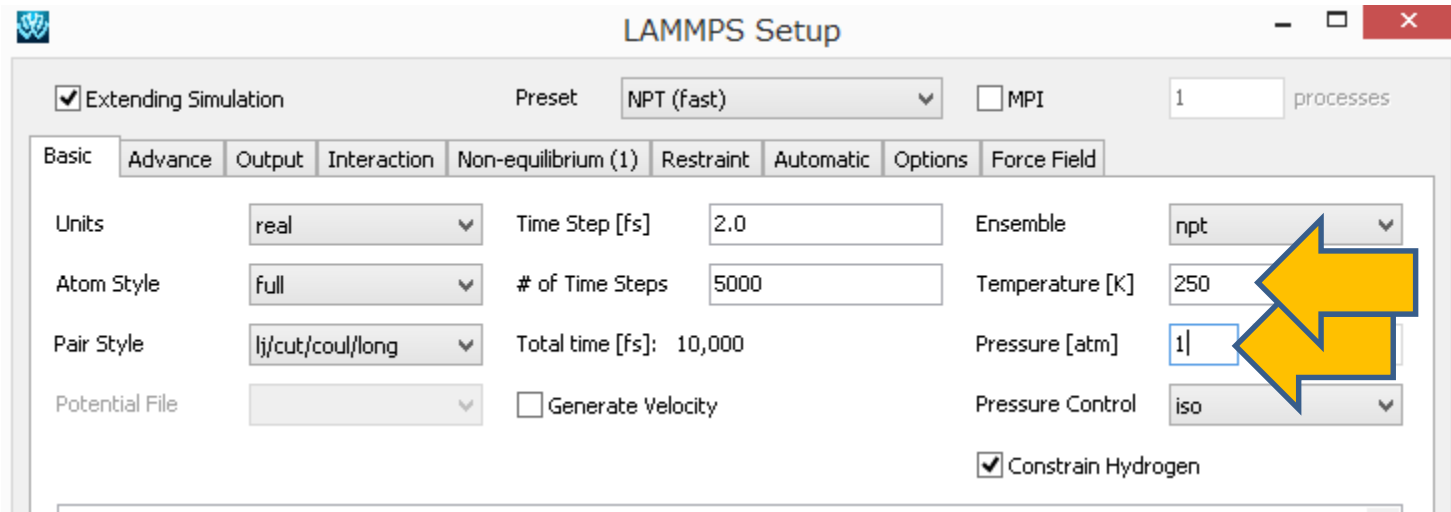 LAMMPS Setup
Extending Simulation Preset NPT (fast) MPI 1 processes
Basic Advance Output Interaction Non-equilibrium (1) Restraint Automatic Options Force Field
Units real Time Step [fs] 2.0 Ensemble npt
Atom Style full # of Time Steps 5000 Temperature [K] 250
Pair Style lj/cut/coul/long Total time [fs]: 10,000 Pressure [atm] 1
Potential File Generate Velocity Pressure Control iso
Constrain Hydrogen